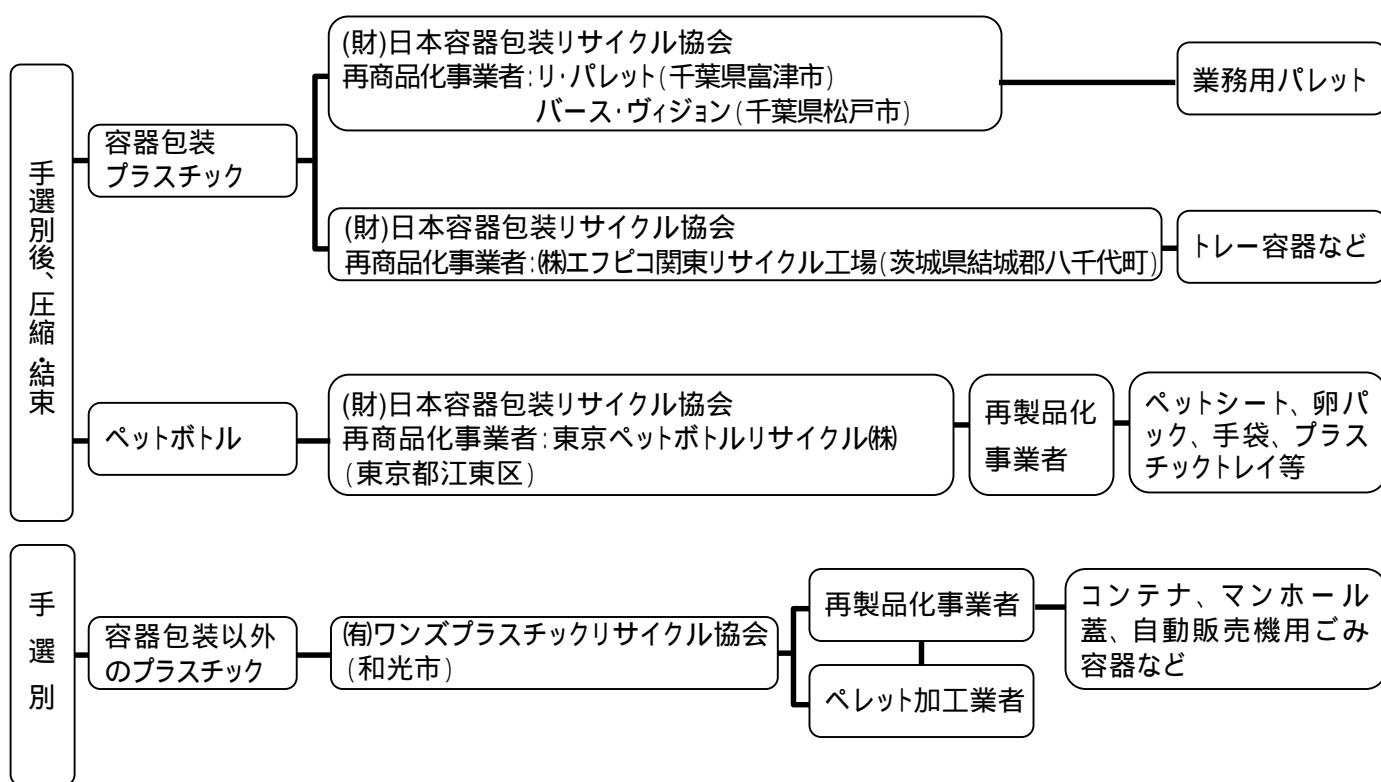 手選別後、圧縮・結束
容器包装
プラスチック
(財)日本容器包装リサイクル協会
再商品化事業者:リ・パレット(千葉県富津市)
バース・ヴィジョン(千葉県松戸市)
業務用パレット
(財)日本容器包装リサイクル協会
再商品化事業者:㈱エフピコ関東リサイクル工場(茨城県結城郡八千代町)
トレー容器など
ペットボトル
(財)日本容器包装リサイクル協会
再商品化事業者:東京ペットボトルリサイクル㈱
(東京都江東区)
再製品化
事業者
ペットシート、卵パ
ック、手袋、プラス
チックトレイ等
手選別
容器包装以外
のプラスチック
㈲ワンズプラスチックリサイクル協会
(和光市)
再製品化事業者
ペレット加工業者
コンテナ、マンホール
蓋、自動販売機用ごみ
容器など